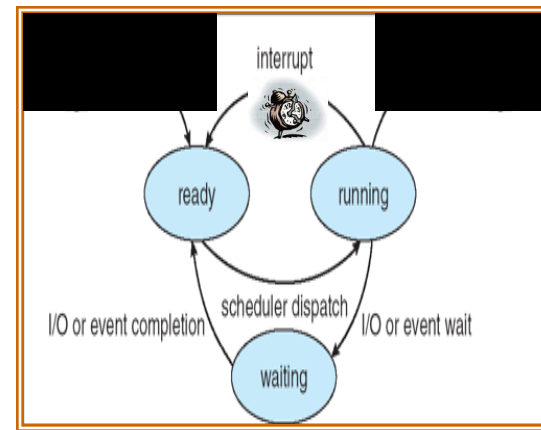 interrupt
ready
running
scheduler dispatch
I/O or event completion
I/O or event wait
waiting